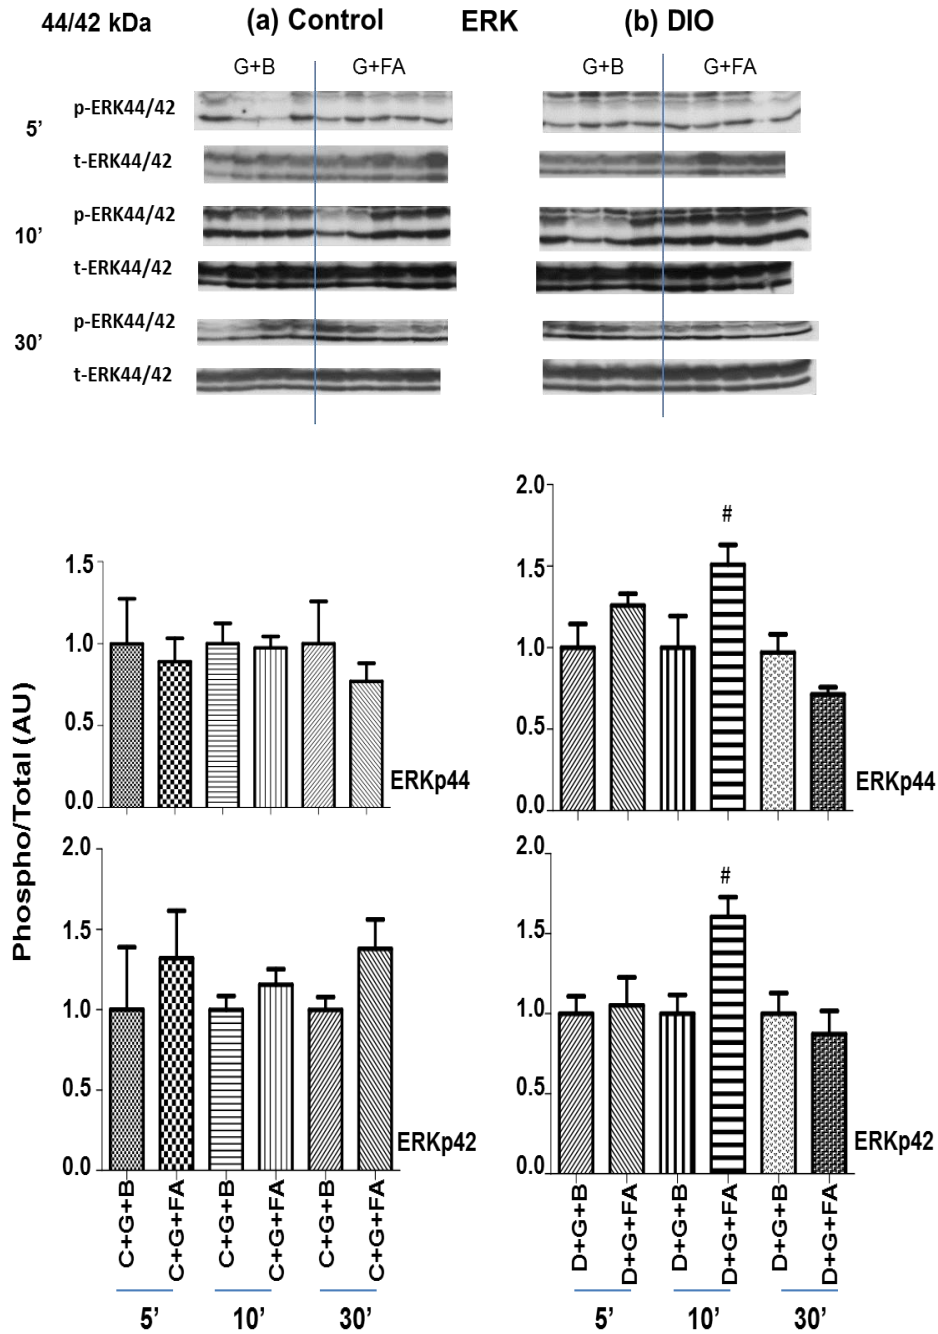 44/42 kDa (a) Control ERK (b) DIO
G+B G+FA G+B G+FA
p-ERK44/42
5’
t-ERK44/42
p-ERK44/42
10’
t-ERK44/42
p-ERK44/42
30’
t-ERK44/42
Phospho/Total (AU)
1.5
1.0
0.5
0.0
ERKp44
2.0
1.5
1.0
0.5
0.0
#
ERKp44
2.0
1.5
1.0
0.5
0.0
ERKp42
2.0
1.5
1.0
0.5
0.0
#
ERKp42
C+G+B
C+G+FA
C+G+B
C+G+FA
C+G+B
C+G+FA
5’ 10’ 30’
D+G+B
D+G+FA
D+G+B
D+G+FA
D+G+B
D+G+FA
5’ 10’ 30’